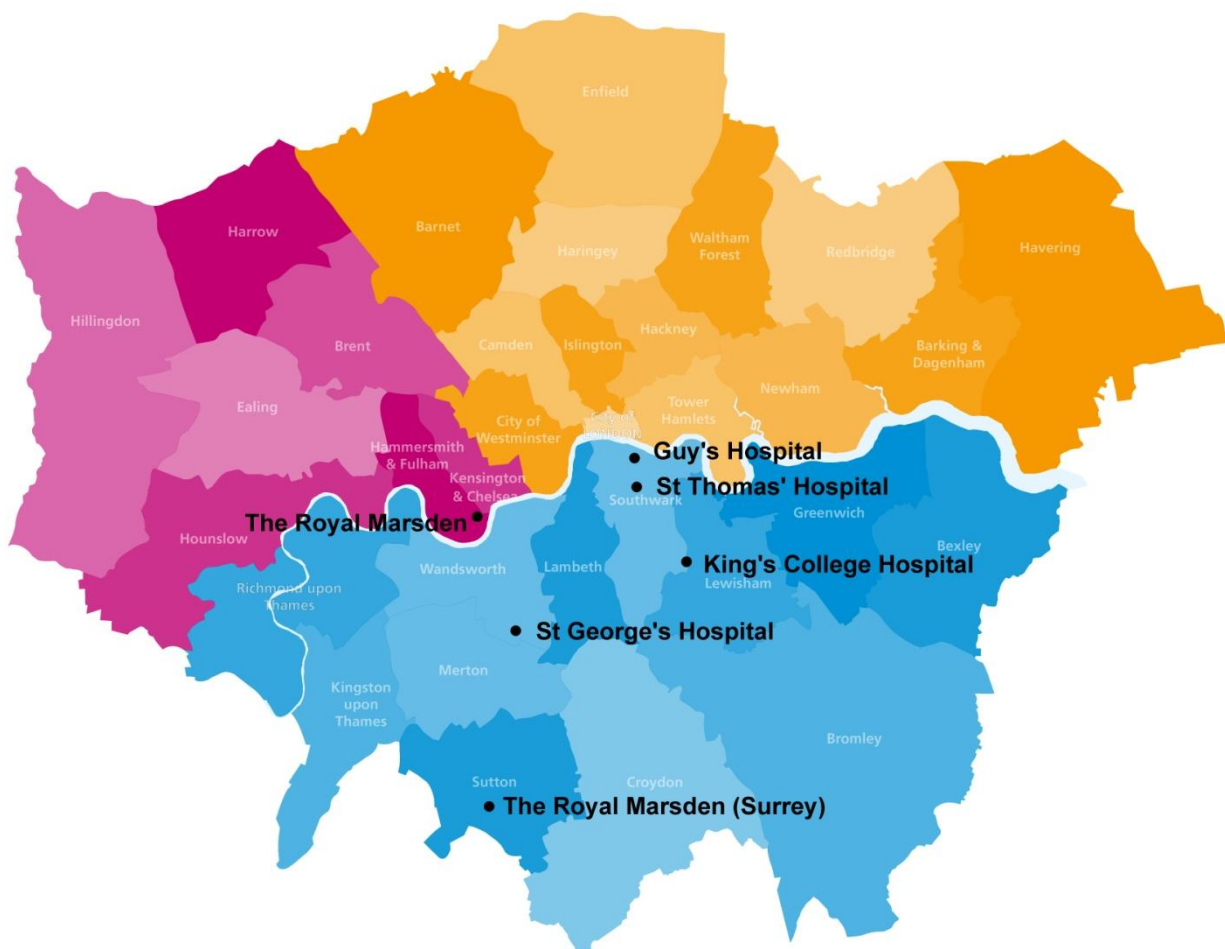 Enfield
Harrow
Barnet
Haringey
Waltham
Forest
Redbridge
Havering
Hillingdon
Brent
Camden
Islington
Hackney
Barking &
Dagenham
Ealing
Newham
Tower
Hamlets
City of
Westminster
Hammersmith
& Fulham
Kensington
& Chelsea
Guy's Hospital
St Thomas' Hospital
Southwark
Greenwich
The Royal Marsden
Hounslow
Bexley
Wandsworth
Lambeth
King's College Hospital
Lewisham
Richmond upon
Thames
St George's Hospital
Merton
Kingston
upon
Thames
Bromley
Sutton
Croydon
The Royal Marsden (Surrey)